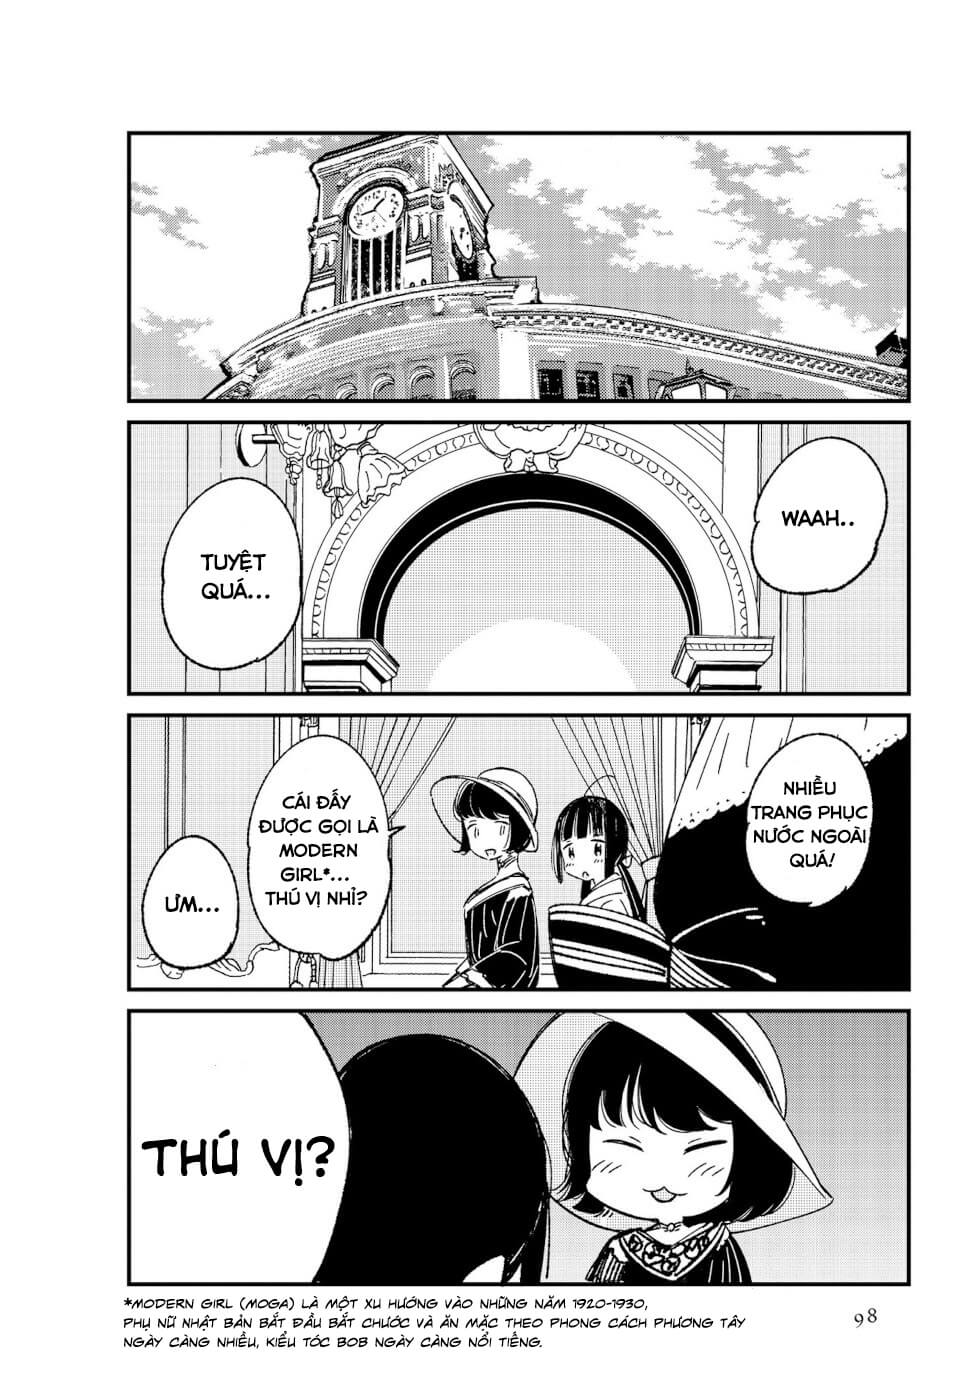 WAAH..
TUYỆT
QUÁ...
NHIỀU
TRANG PHỤC
NƯỚC NGOÀI
QUÁ!
CÁI ĐẤY
ĐƯỢC GỌI LÀ
MODERN
GIRL*...
THÚ VỊ NHỈ?
ƯM...
THÚ VỊ?
*MODERN GIRL (MOGA) LÀ MỘT XU HƯỚNG VÀO NHỮNG NĂM 1920-1930,
PHỤ NỮ NHẬT BẢN BẮT ĐẦU BẮT CHƯỚC VÀ ĂN MẶC THEO PHONG CÁCH PHƯƠNG TÂY
NGÀY CÀNG NHIỀU, KIỂU TÓC BOB NGÀY CÀNG NỔI TIẾNG.
98